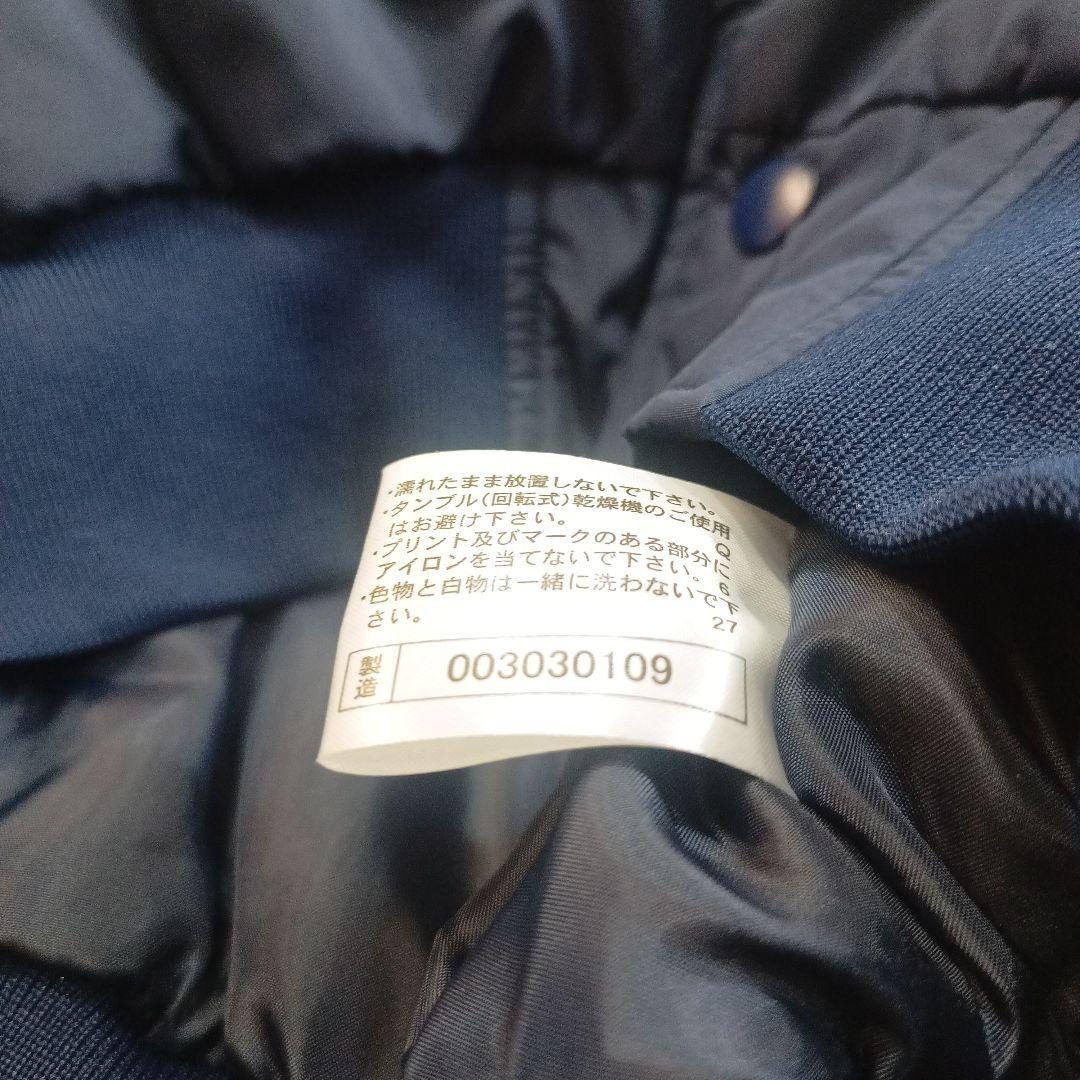 ・濡れたまま放置しないで下さい。
・タンブル(回転式)乾燥機のご使用
はお避け下さい。
Q
・プリント及びマークのある部分に
アイロンを当てないで下さい。
6
・色物と白物は一緒に洗わないで下
さい。
27
製造 003030109